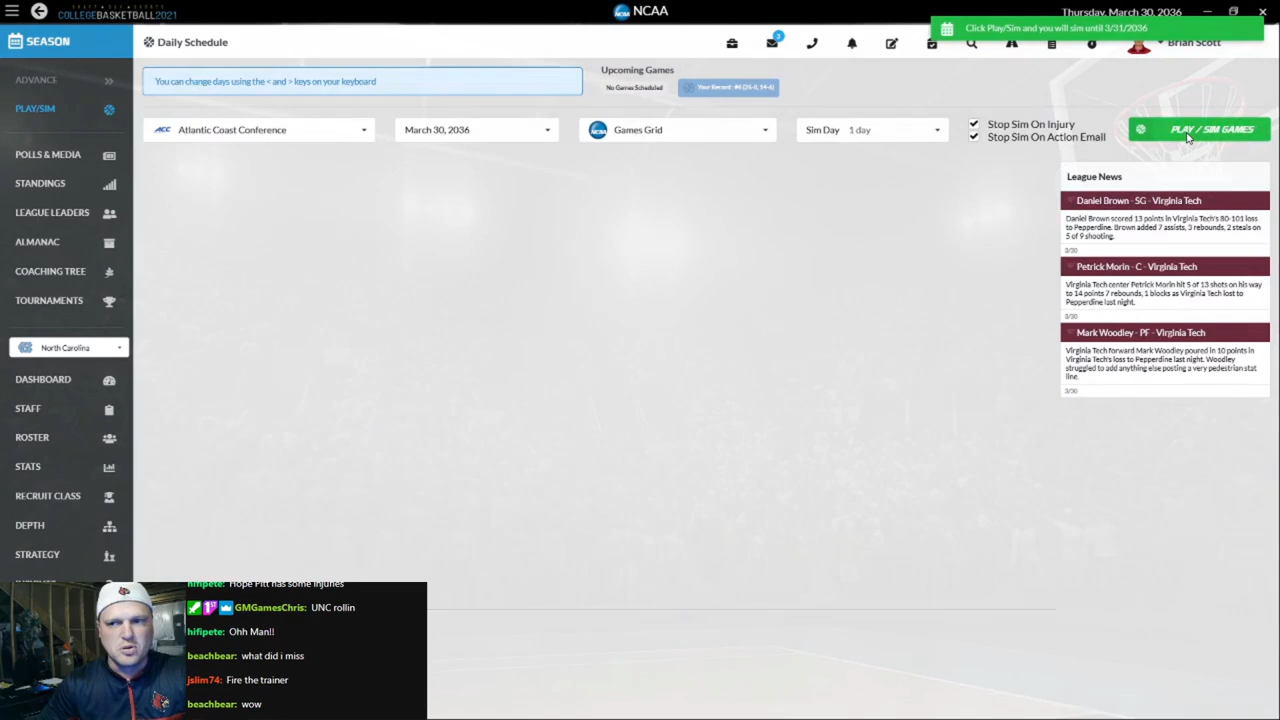 DRAFT DAY SPORTS
COLLEGEBASKETBALL2021
NCAA
Thursday, March 30, 2036
SEASON
Daily Schedule
3
Click Play/Sim and you will sim until 3/31/2036
Brian Scott
ADVANCE
PLAY/SIM
POLLS & MEDIA
STANDINGS
LEAGUE LEADERS
ALMANAC
COACHING TREE
TOURNAMENTS
North Carolina
DASHBOARD
STAFF
ROSTER
STATS
RECRUIT CLASS
DEPTH
STRATEGY
You can change days using the < and > keys on your keyboard
Upcoming Games
No Games Scheduled
Atlantic Coast Conference
March 30, 2036
Games Grid
Sim Day 1 day
Stop Sim On Injury
Stop Sim On Action Email
PLAY / SIM GAMES
League News
Daniel Brown - SG - Virginia Tech
Daniel Brown scored 13 points in Virginia Tech's 80-101 loss
to Pepperdine. Brown added 7 assists, 3 rebounds, 2 steals on
5 of 9 shooting.
3/30
Petrick Morin - C - Virginia Tech
Virginia Tech center Petrick Morin hit 5 of 13 shots on his way
to 14 points 7 rebounds, 1 blocks as Virginia Tech lost to
Pepperdine last night.
3/30
Mark Woodley - PF - Virginia Tech
Virginia Tech forward Mark Woodley poured in 10 points in
Virginia Tech's loss to Pepperdine last night. Woodley
struggled to add anything else posting a very pedestrian stat
line.
3/30
hifipete: Hope Pitt has some injuries
GMGamesChris: UNC rollin
hifipete: Ohh Man!!
beachbear: what did i miss
jslim74: Fire the trainer
beachbear: wow